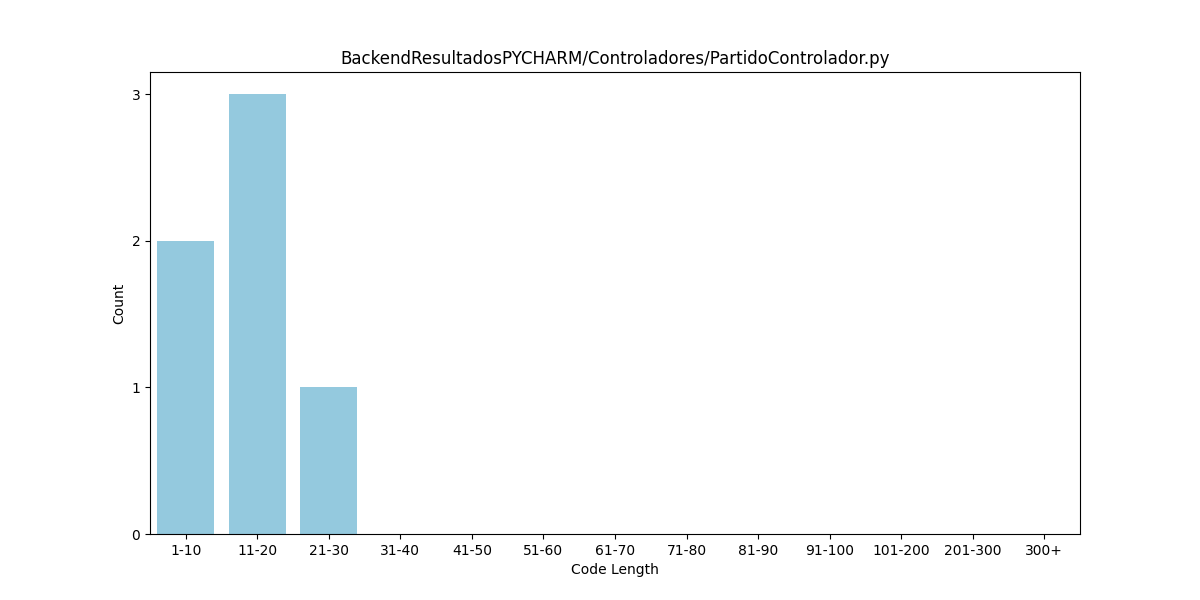 BackendResultadosPYCHARM/Controladores/PartidoControlador.py
3
2
1
0
Count
1-10 11-20 21-30 31-40 41-50 51-60 61-70 71-80 81-90 91-100 101-200 201-300 300+
Code Length